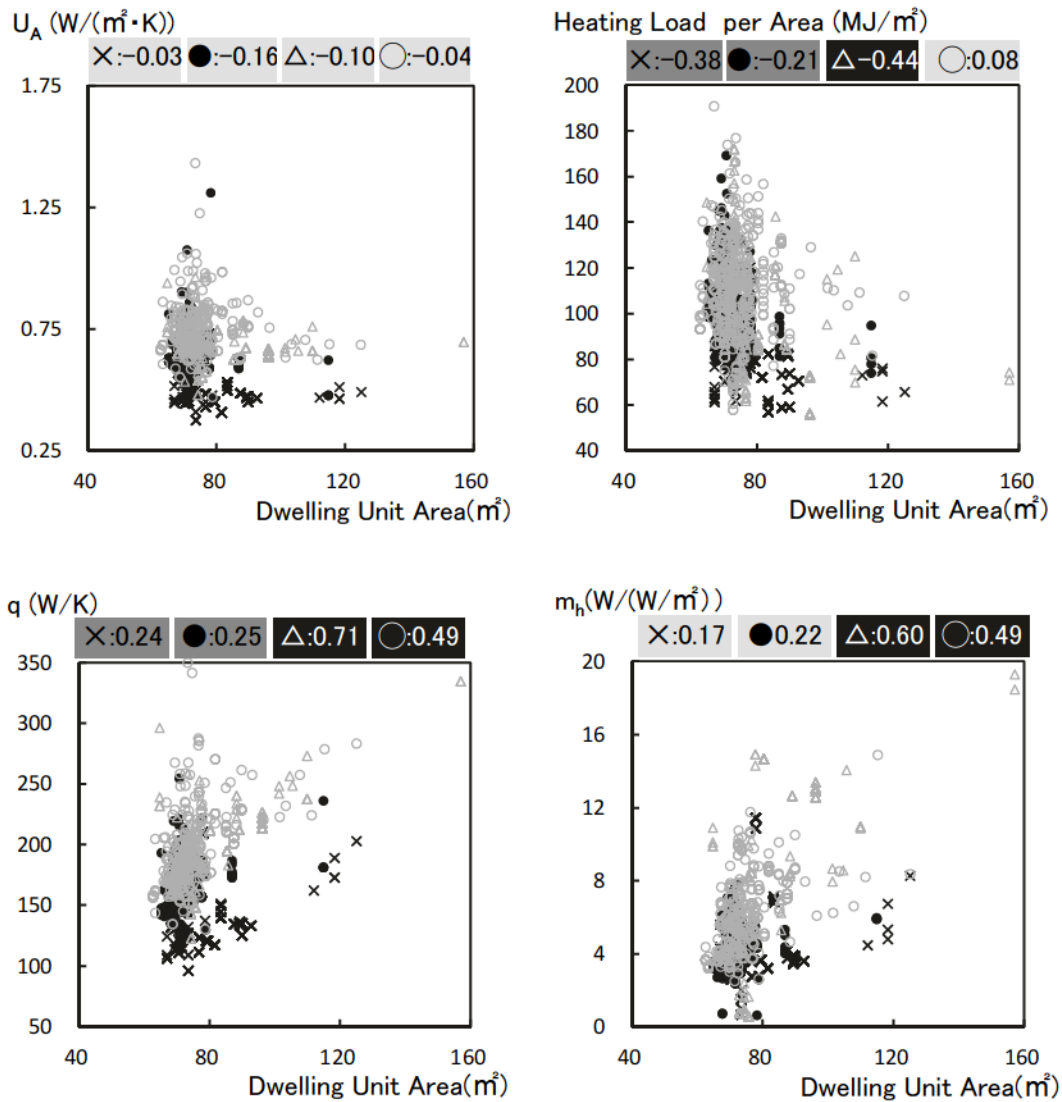 U_A (W/(㎡・K))
×:−0.03 ●:−0.16 △:−0.10 ○:−0.04
1.75
1.25
0.75
0.25
40 80 120 160
Dwelling Unit Area(㎡)
Heating Load per Area (MJ/㎡)
×:−0.38 ●:−0.21 △−0.44 ○:0.08
200
180
160
140
120
100
80
60
40
40 80 120 160
Dwelling Unit Area(㎡)
q (W/K)
×:0.24 ●:0.25 △:0.71 ○:0.49
350
300
250
200
150
100
50
40 80 120 160
Dwelling Unit Area(㎡)
m_h(W/(W/㎡))
×:0.17 ●0.22 △:0.60 ○:0.49
20
16
12
8
4
0
40 80 120 160
Dwelling Unit Area(㎡)